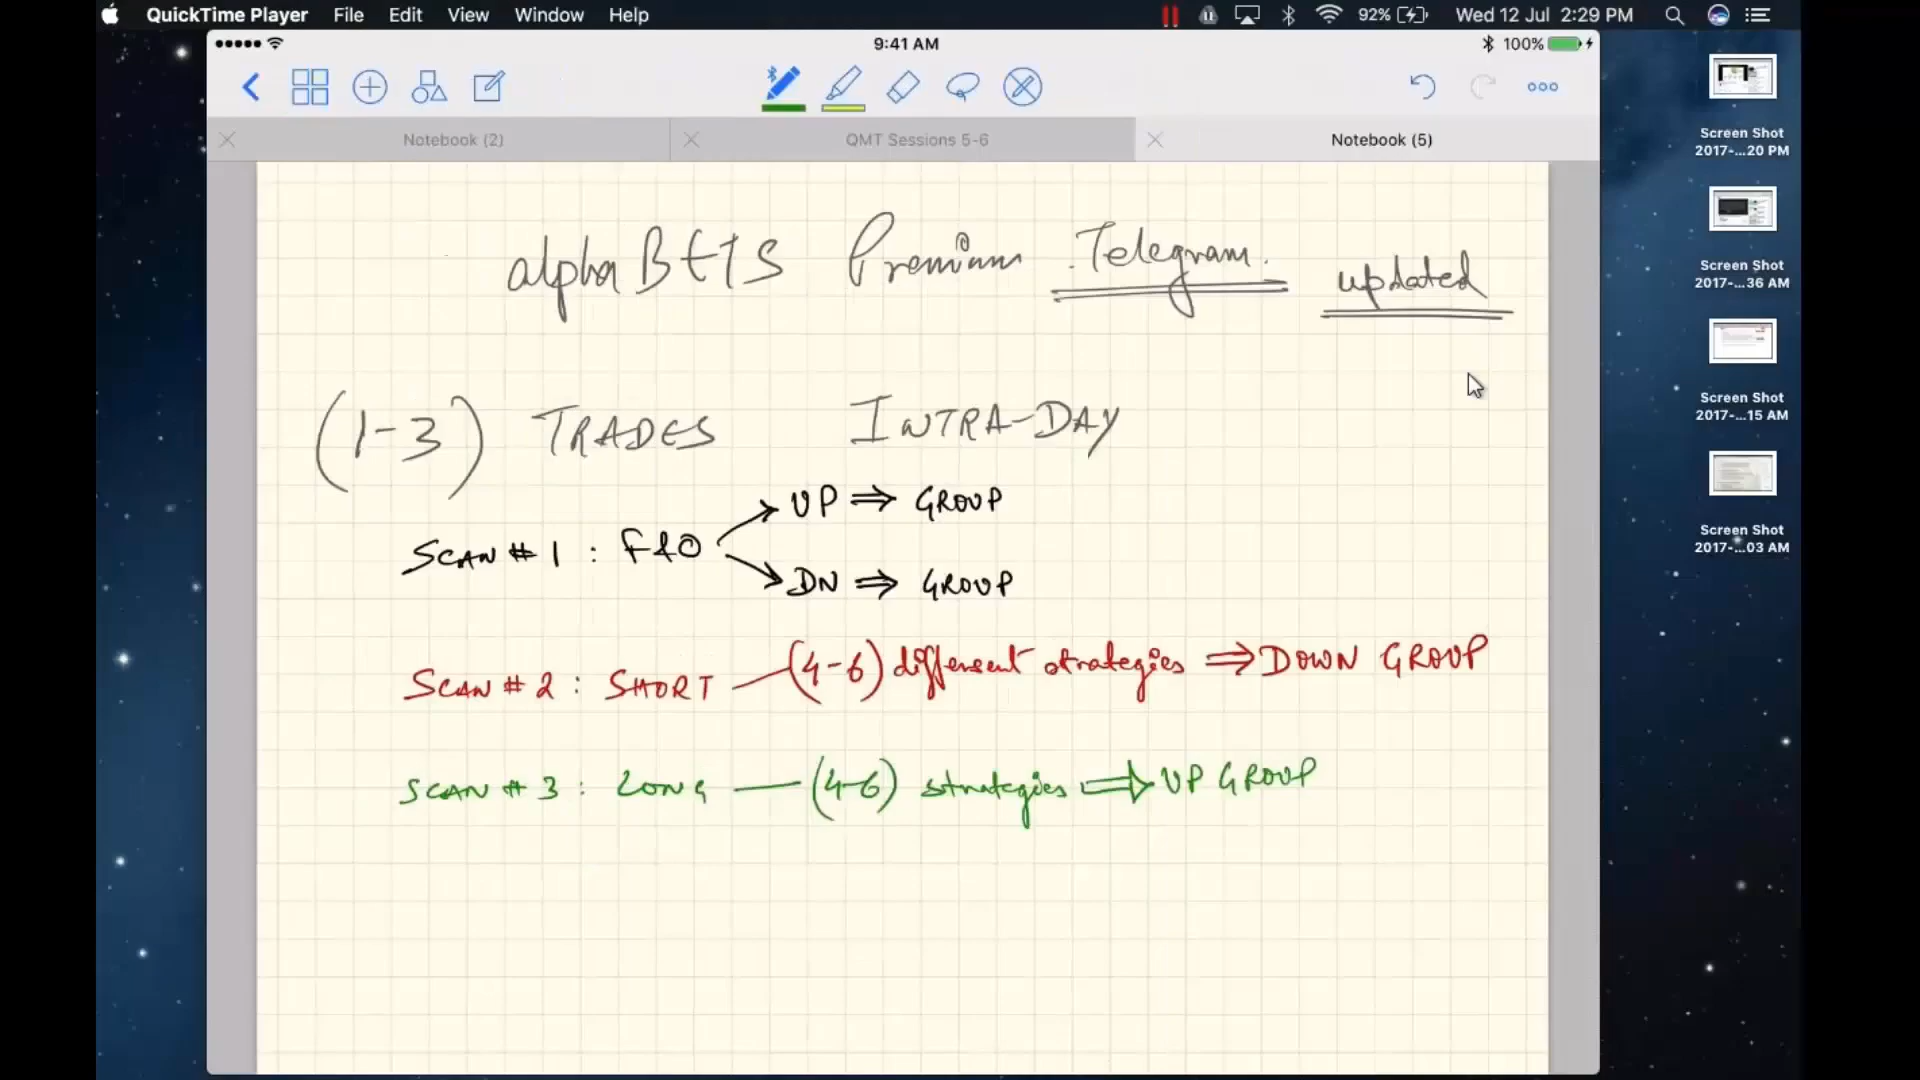 QuickTime Player File Edit View Window Help 92% Wed 12 Jul 2:29 PM
9:41 AM 100%
Notebook (2) QMT Sessions 5-6 Notebook (5)
alphaBETS Premium Telegram. updated
(1-3) TRADES INTRA-DAY
UP ⇒ GROUP
SCAN # 1 : F&O
DN ⇒ GROUP
SCAN # 2 : SHORT — (4-6) different strategies ⇒ DOWN GROUP
SCAN # 3 : LONG — (4-6) strategies ⇒ UP GROUP
Screen Shot
2017-...20 PM
Screen Shot
2017-...36 AM
Screen Shot
2017-...15 AM
Screen Shot
2017-...03 AM